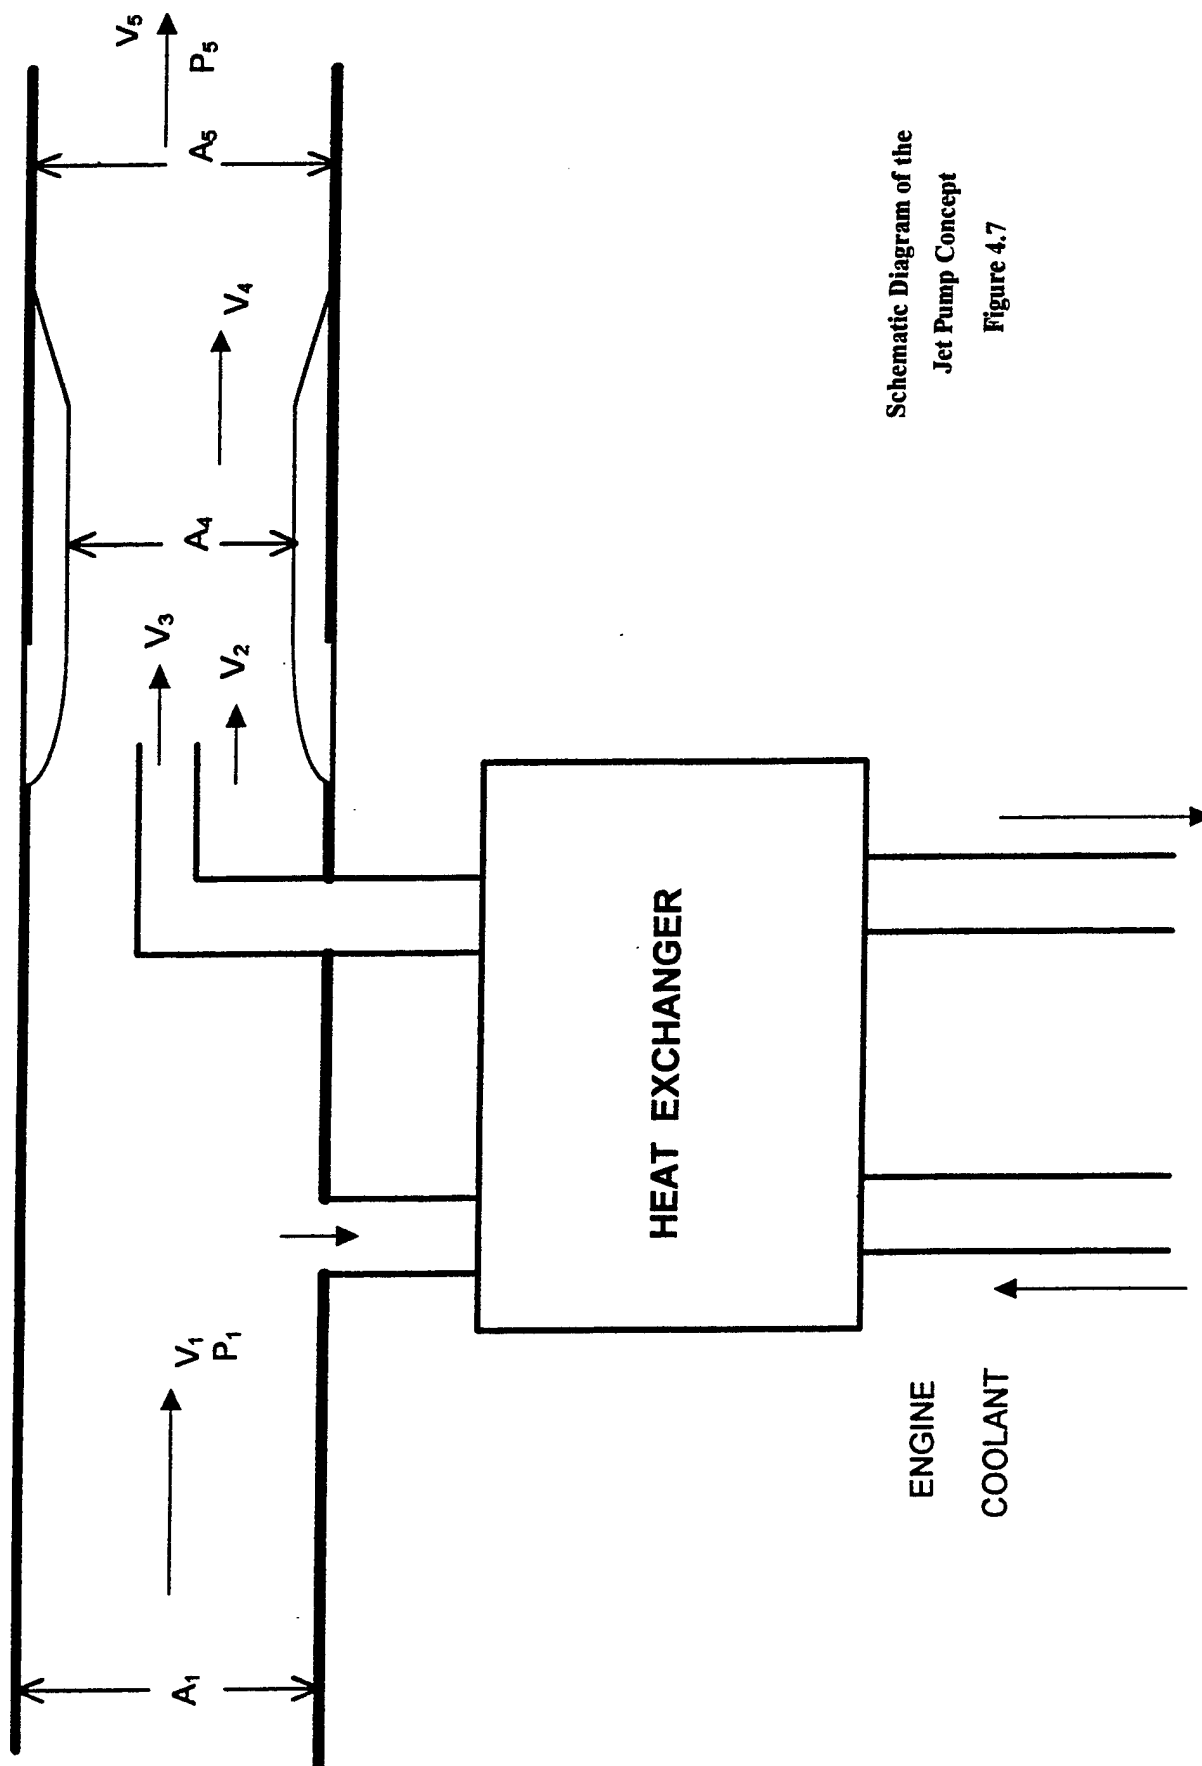 A₁
V₁
P₁
V₂
V₃
A₄
V₄
A₅
V₅
P₅
HEAT EXCHANGER
ENGINE
COOLANT
Schematic Diagram of the
Jet Pump Concept
Figure 4.7